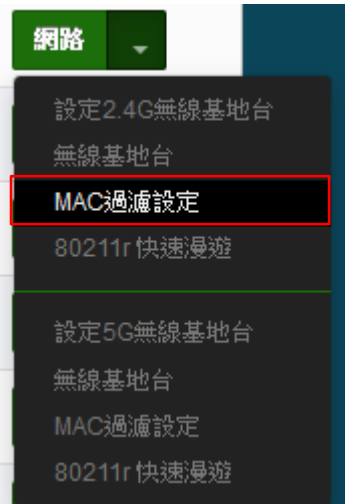 網路
設定2.4G無線基地台
無線基地台
MAC過濾設定
80211r 快速漫遊
設定5G無線基地台
無線基地台
MAC過濾設定
80211r 快速漫遊